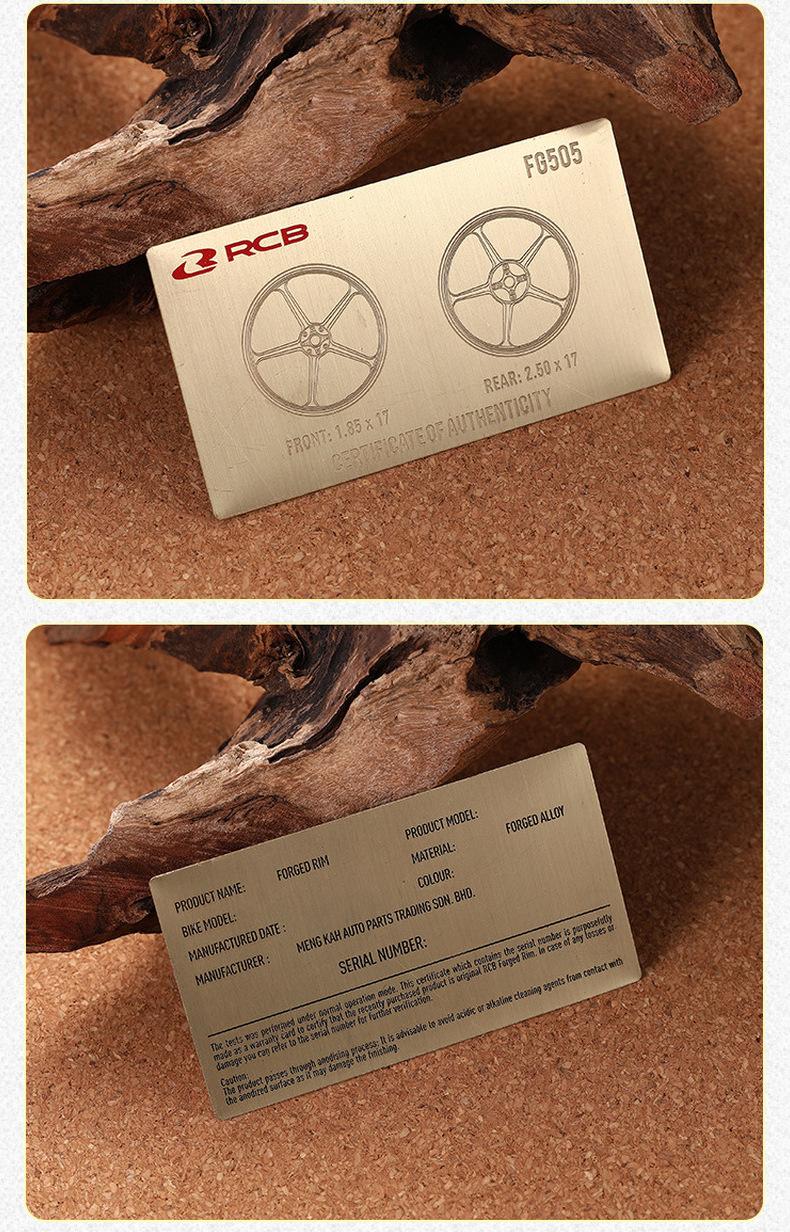 FG505
RCB
FRONT: 1.85 x 17
REAR: 2.50 x 17
CERTIFICATE OF AUTHENTICITY
PRODUCT NAME: FORGED RIM
PRODUCT MODEL:
BIKE MODEL:
MATERIAL: FORGED ALLOY
MANUFACTURED DATE :
COLOUR:
MANUFACTURER : MENG KAH AUTO PARTS TRADING SDN. BHD.
SERIAL NUMBER:
The tests was performed under normal operation mode. This certificate which contains the serial number is purposefully
made as a warranty card to certify that the recently purchased product is original RCB Forged Rim. In case of any losses or
damage you can refer to the serial number for further verification.
Caution:
The product passes through anodising process: It is advisable to avoid acidic or alkaline cleaning agents from contact with
the anodired surface as it may damage the finishing.